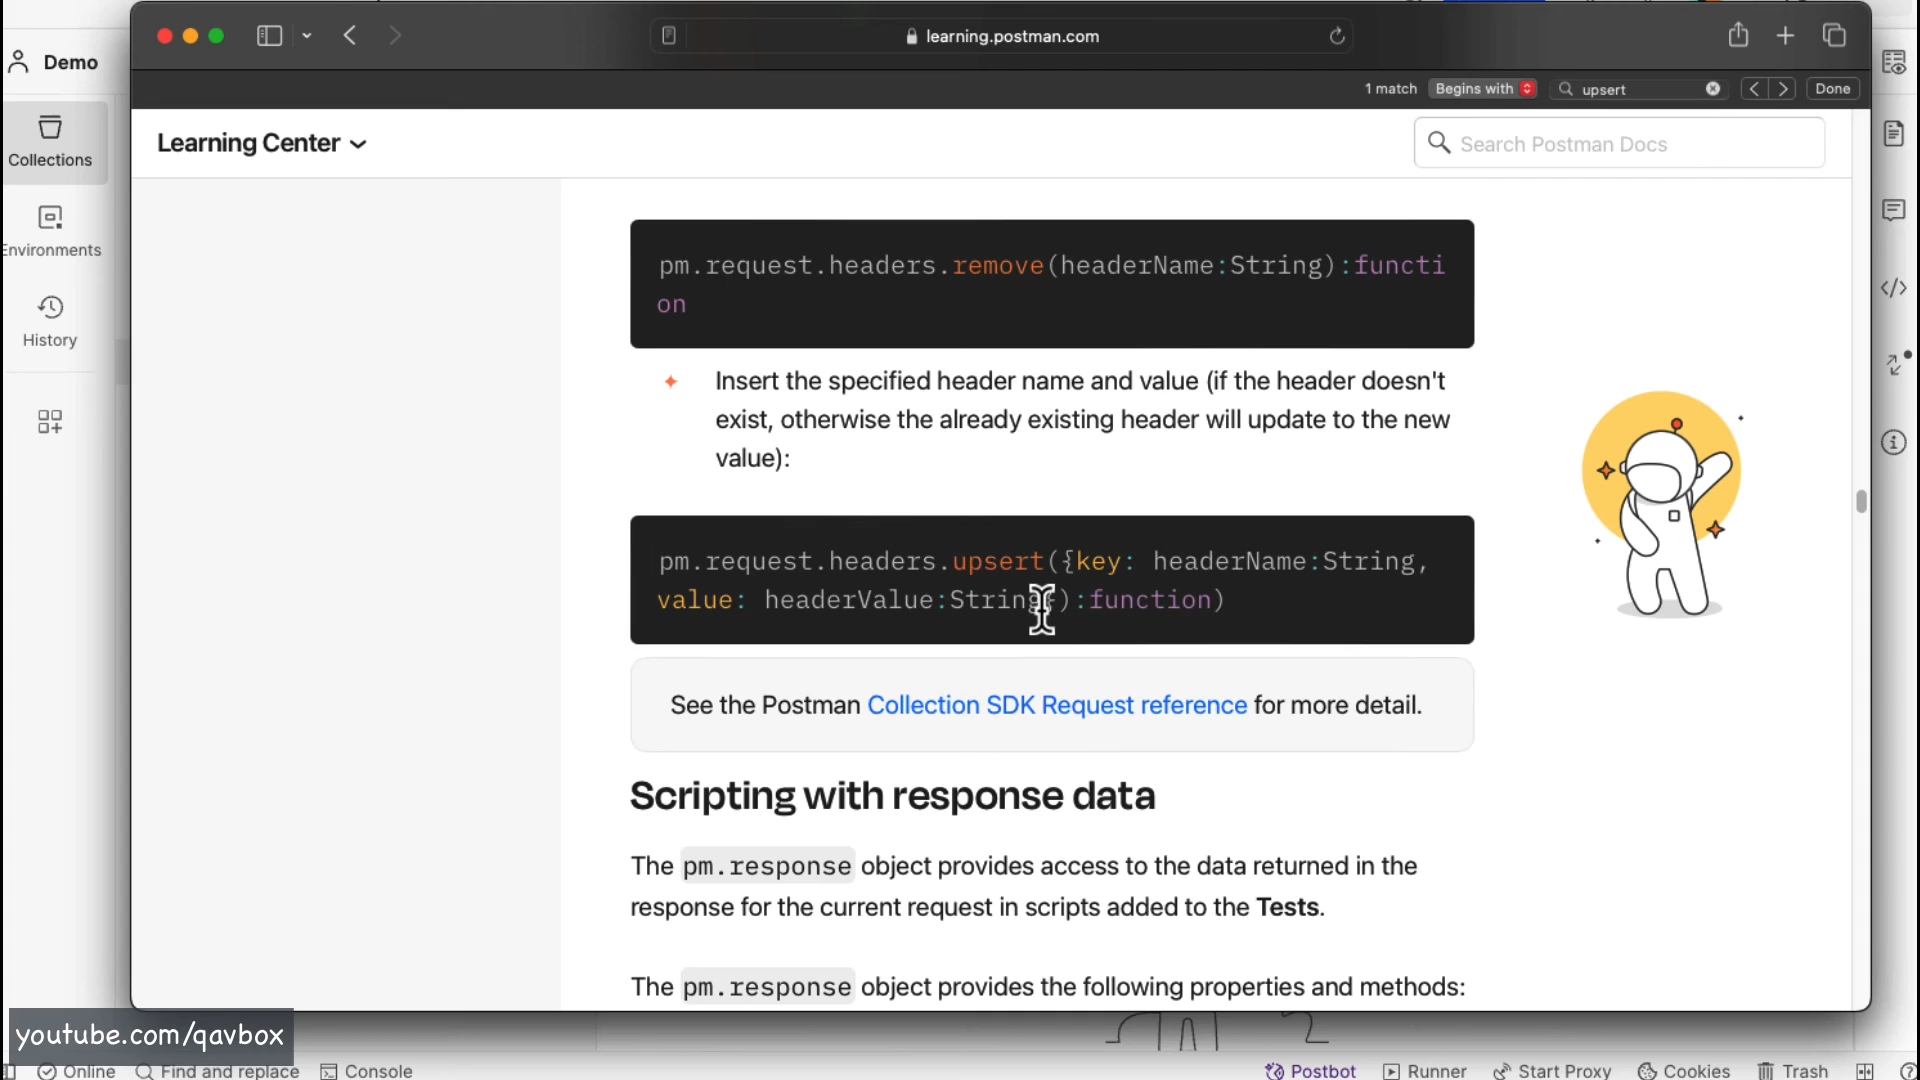 learning.postman.com
Demo
1 match Begins with upsert Done
Collections
Environments
History
Learning Center
Search Postman Docs
pm.request.headers.remove(headerName:String):functi
on
Insert the specified header name and value (if the header doesn't
exist, otherwise the already existing header will update to the new
value):
pm.request.headers.upsert({key: headerName:String,
value: headerValue:String}):function)
See the Postman Collection SDK Request reference for more detail.
Scripting with response data
The pm.response object provides access to the data returned in the
response for the current request in scripts added to the Tests.
The pm.response object provides the following properties and methods:
youtube.com/qavbox
Online Find and replace Console Postbot Runner Start Proxy Cookies Trash